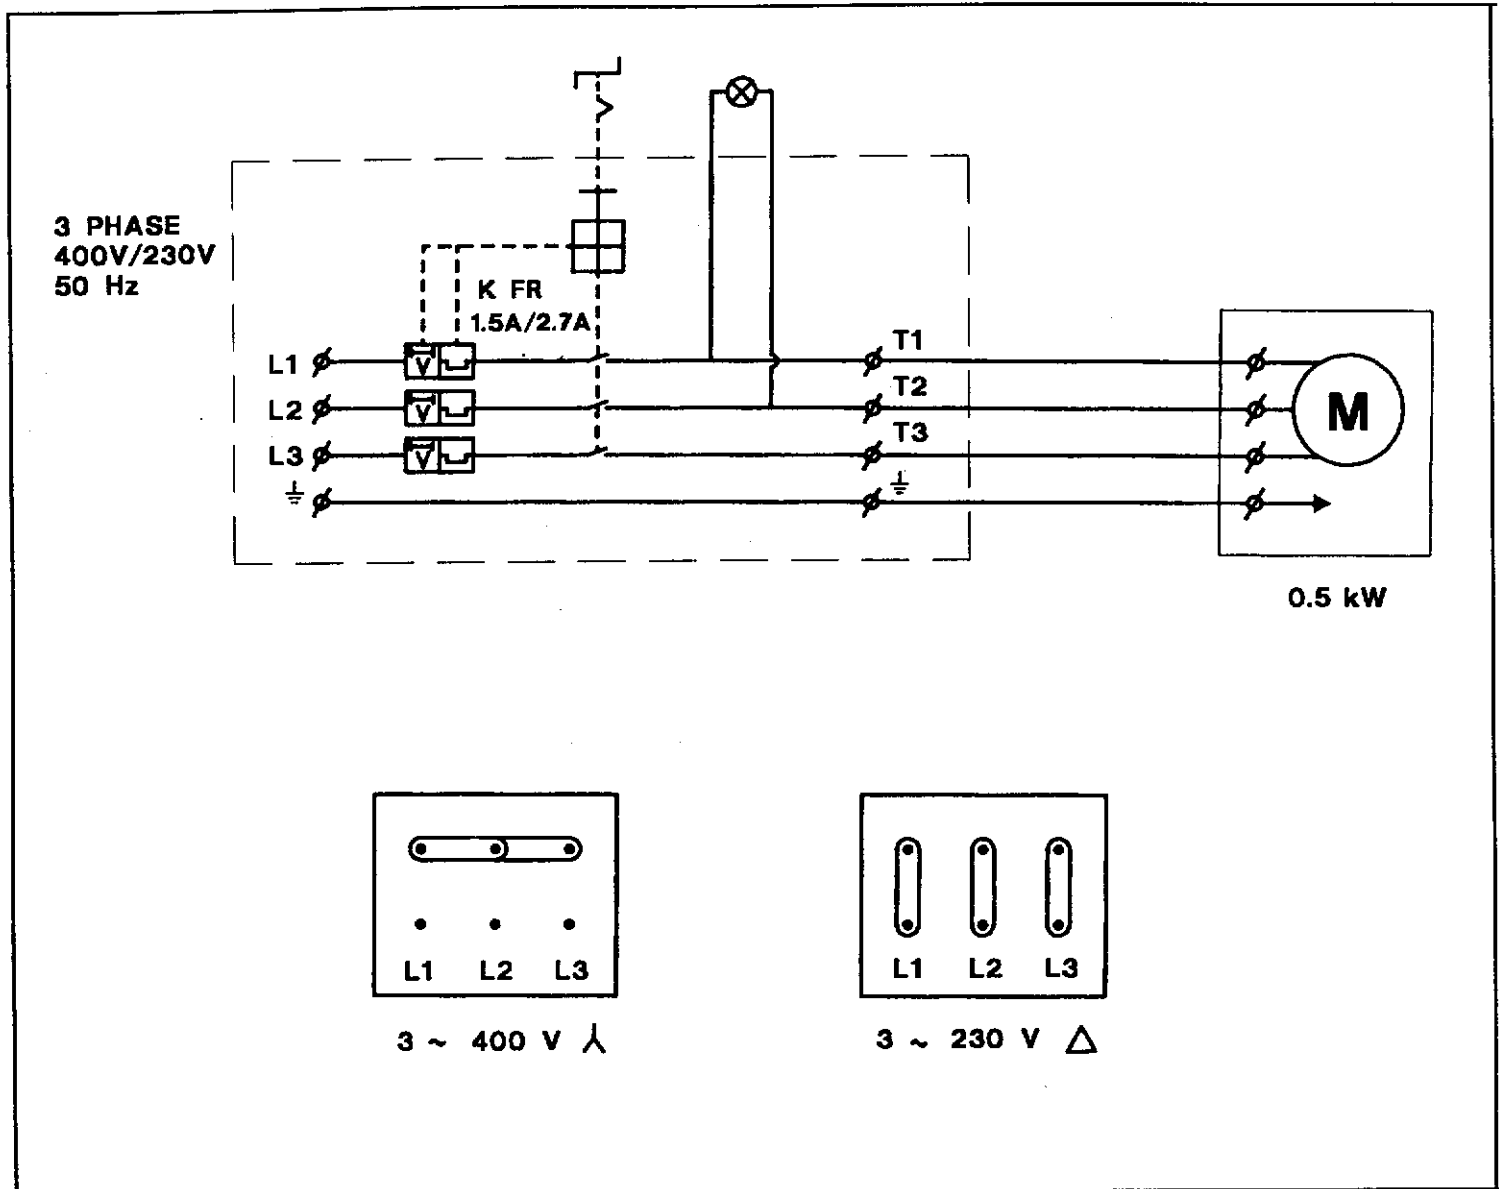 3 PHASE
400V/230V
50 Hz
K FR
1.5A/2.7A
L1
T1
L2
T2
L3
T3
M
0.5 kW
L1 L2 L3
L1 L2 L3
3 ~ 400 V
3 ~ 230 V △